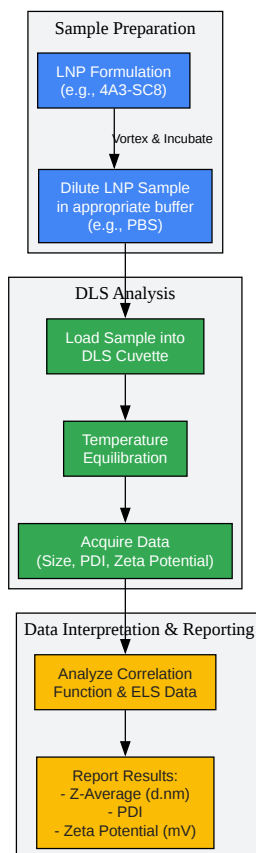 Sample Preparation
LNP Formulation
(e.g., 4A3-SC8)
Vortex & Incubate
Dilute LNP Sample
in appropriate buffer
(e.g., PBS)
DLS Analysis
Load Sample into
DLS Cuvette
Temperature
Equilibration
Acquire Data
(Size, PDI, Zeta Potential)
Data Interpretation & Reporting
Analyze Correlation
Function & ELS Data
Report Results:
- Z-Average (d.nm)
- PDI
- Zeta Potential (mV)